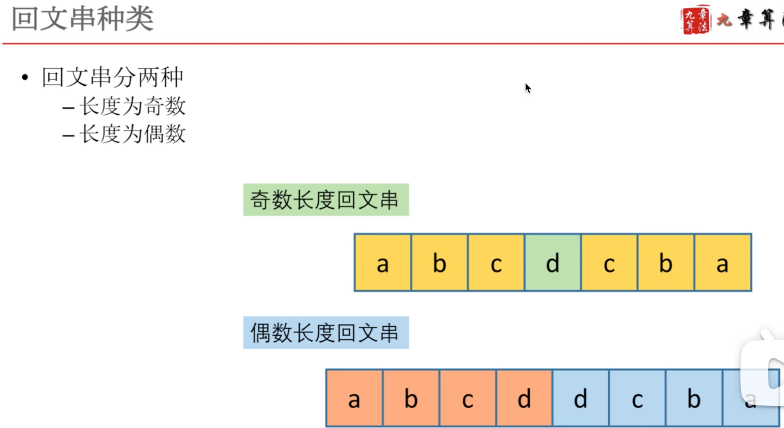 回文串种类
九章算法
九章算
• 回文串分两种
– 长度为奇数
– 长度为偶数
奇数长度回文串
a b c d c b a
偶数长度回文串
a b c d d c b a